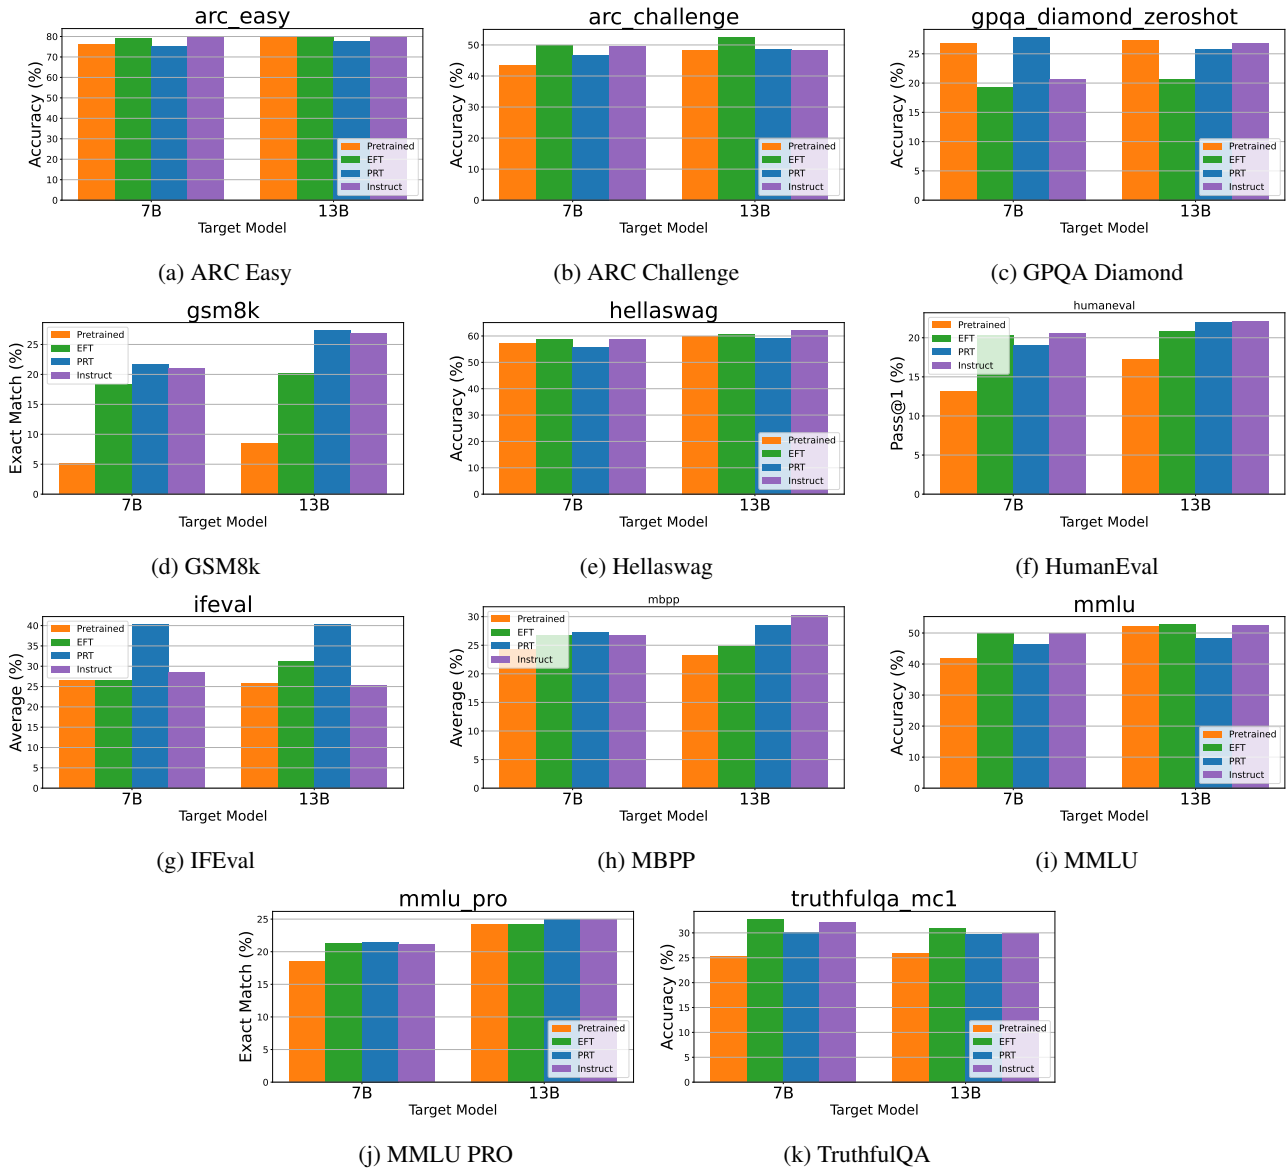 arc_easy
Accuracy (%)
0
10
20
30
40
50
60
70
80
Pretrained
EFT
PRT
Instruct
7B
13B
Target Model
(a) ARC Easy
arc_challenge
Accuracy (%)
0
10
20
30
40
50
Pretrained
EFT
PRT
Instruct
7B
13B
Target Model
(b) ARC Challenge
gpqa_diamond_zeroshot
Accuracy (%)
0
5
10
15
20
25
Pretrained
EFT
PRT
Instruct
7B
13B
Target Model
(c) GPQA Diamond
gsm8k
Exact Match (%)
0
5
10
15
20
25
Pretrained
EFT
PRT
Instruct
7B
13B
Target Model
(d) GSM8k
hellaswag
Accuracy (%)
0
10
20
30
40
50
60
Pretrained
EFT
PRT
Instruct
7B
13B
Target Model
(e) Hellaswag
humaneval
Pass@1 (%)
0
5
10
15
20
Pretrained
EFT
PRT
Instruct
7B
13B
Target Model
(f) HumanEval
ifeval
Average (%)
0
5
10
15
20
25
30
35
40
Pretrained
EFT
PRT
Instruct
7B
13B
Target Model
(g) IFEval
mbpp
Average (%)
0
5
10
15
20
25
30
Pretrained
EFT
PRT
Instruct
7B
13B
Target Model
(h) MBPP
mmlu
Accuracy (%)
0
10
20
30
40
50
Pretrained
EFT
PRT
Instruct
7B
13B
Target Model
(i) MMLU
mmlu_pro
Exact Match (%)
0
5
10
15
20
25
Pretrained
EFT
PRT
Instruct
7B
13B
Target Model
(j) MMLU PRO
truthfulqa_mc1
Accuracy (%)
0
5
10
15
20
25
30
Pretrained
EFT
PRT
Instruct
7B
13B
Target Model
(k) TruthfulQA